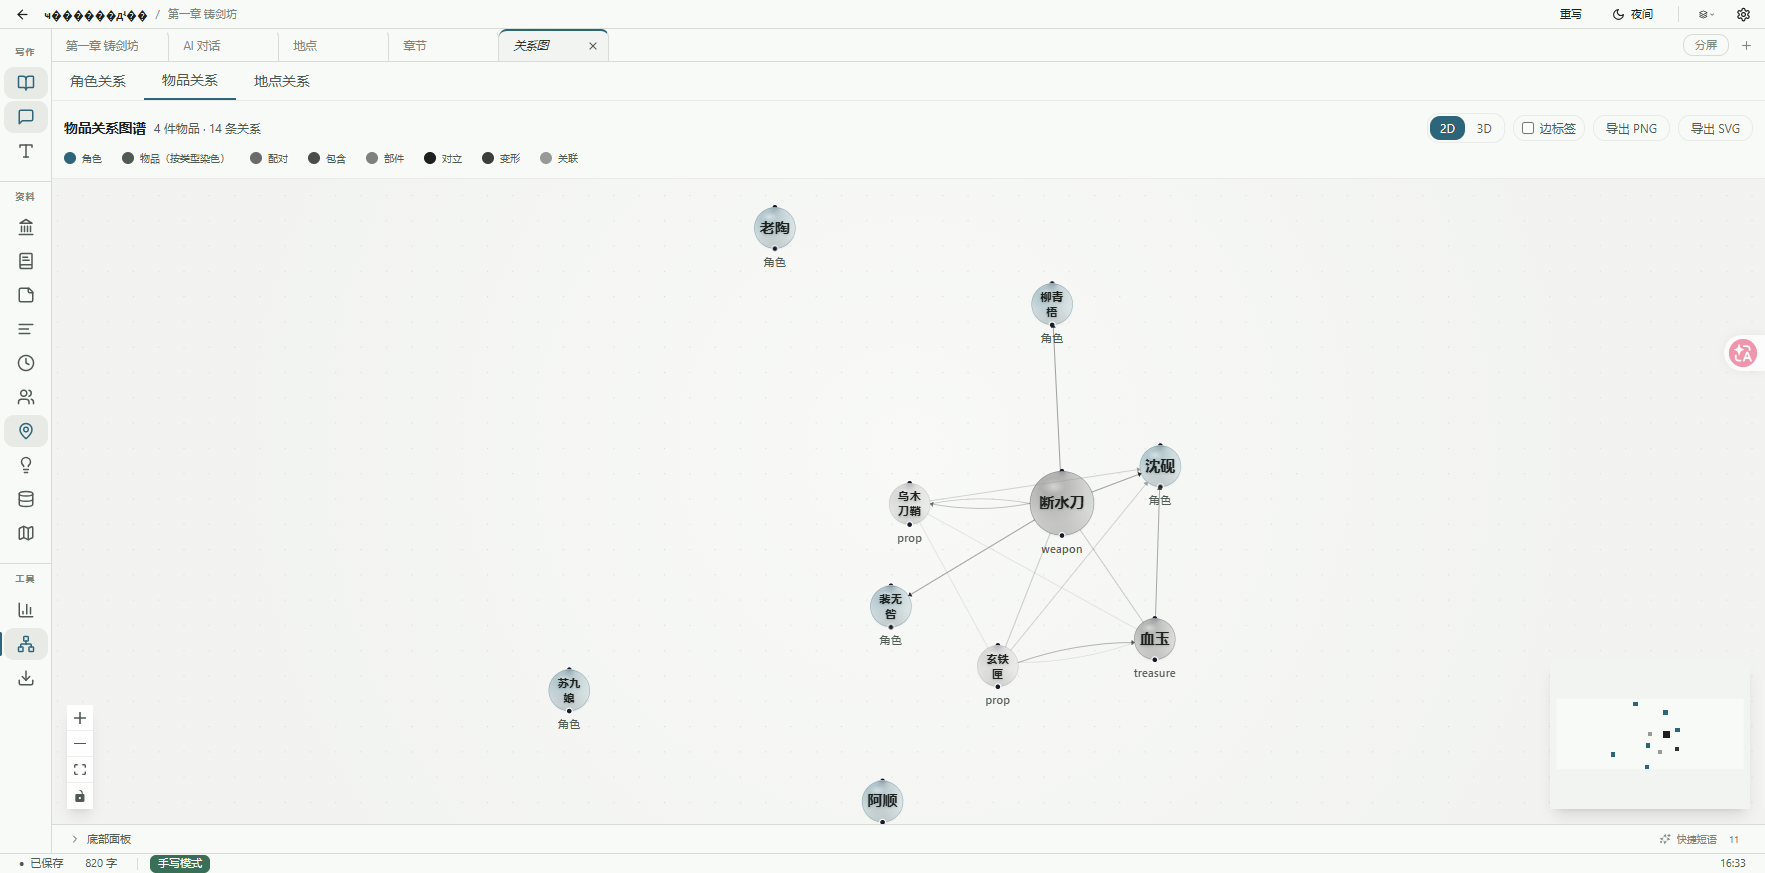 / 第一章 铸剑坊
重写
夜间
写作
第一章 铸剑坊
AI 对话
地点
章节
关系图
分屏
角色关系
物品关系
地点关系
物品关系图谱 4 件物品 · 14 条关系
2D
3D
边标签
导出 PNG
导出 SVG
角色
物品（按类型染色）
配对
包含
部件
对立
变形
关联
资料
工具
老陶
角色
柳青
梧
角色
沈砚
角色
乌木
刀鞘
prop
断水刀
weapon
裴无
咎
角色
玄铁
匣
prop
血玉
treasure
苏九
娘
角色
阿顺
底部面板
快捷短语 11
已保存
820 字
手写模式
16:33